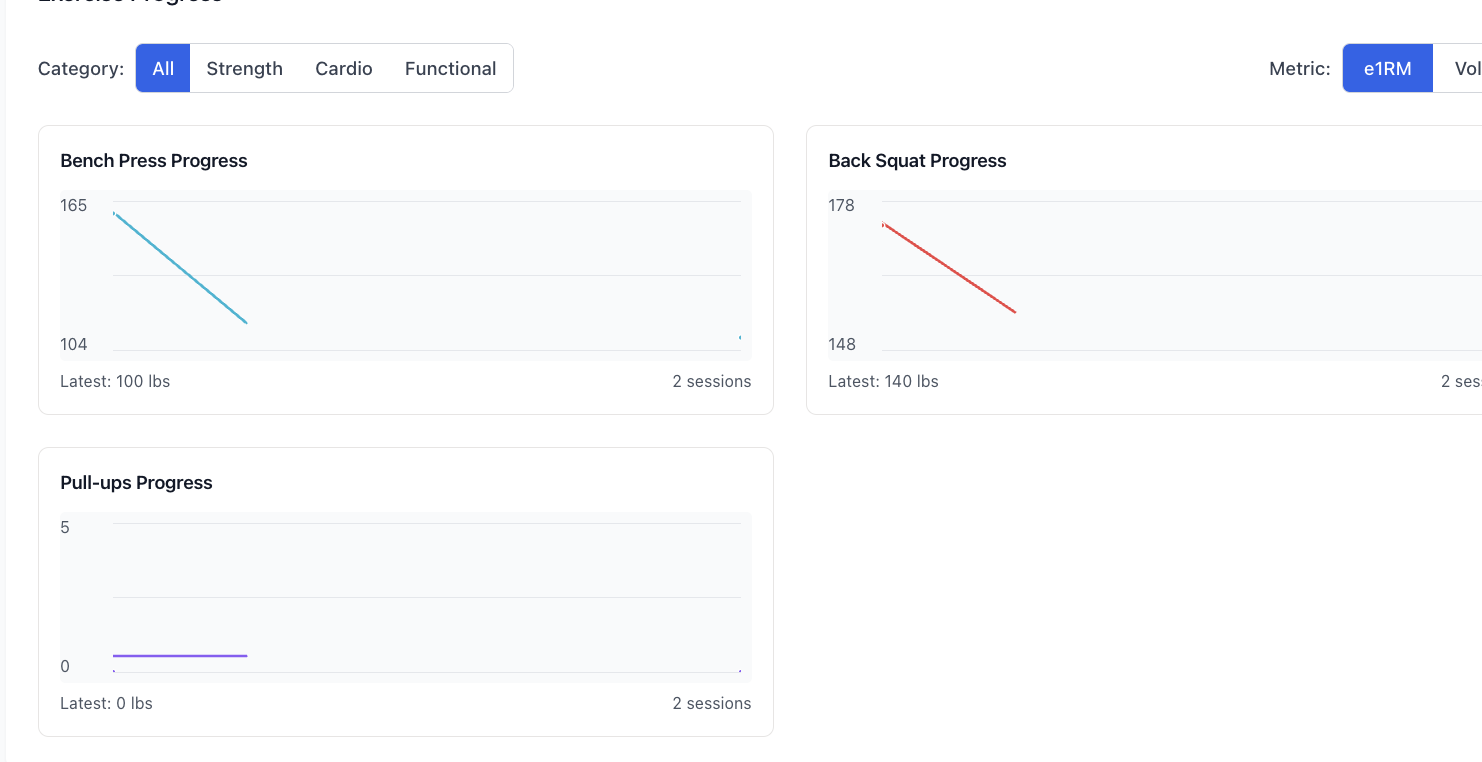 Exercise Progress
Category: All Strength Cardio Functional
Metric: e1RM Vol
Bench Press Progress
165
104
Latest: 100 lbs 2 sessions
Back Squat Progress
178
148
Latest: 140 lbs 2 ses
Pull-ups Progress
5
0
Latest: 0 lbs 2 sessions